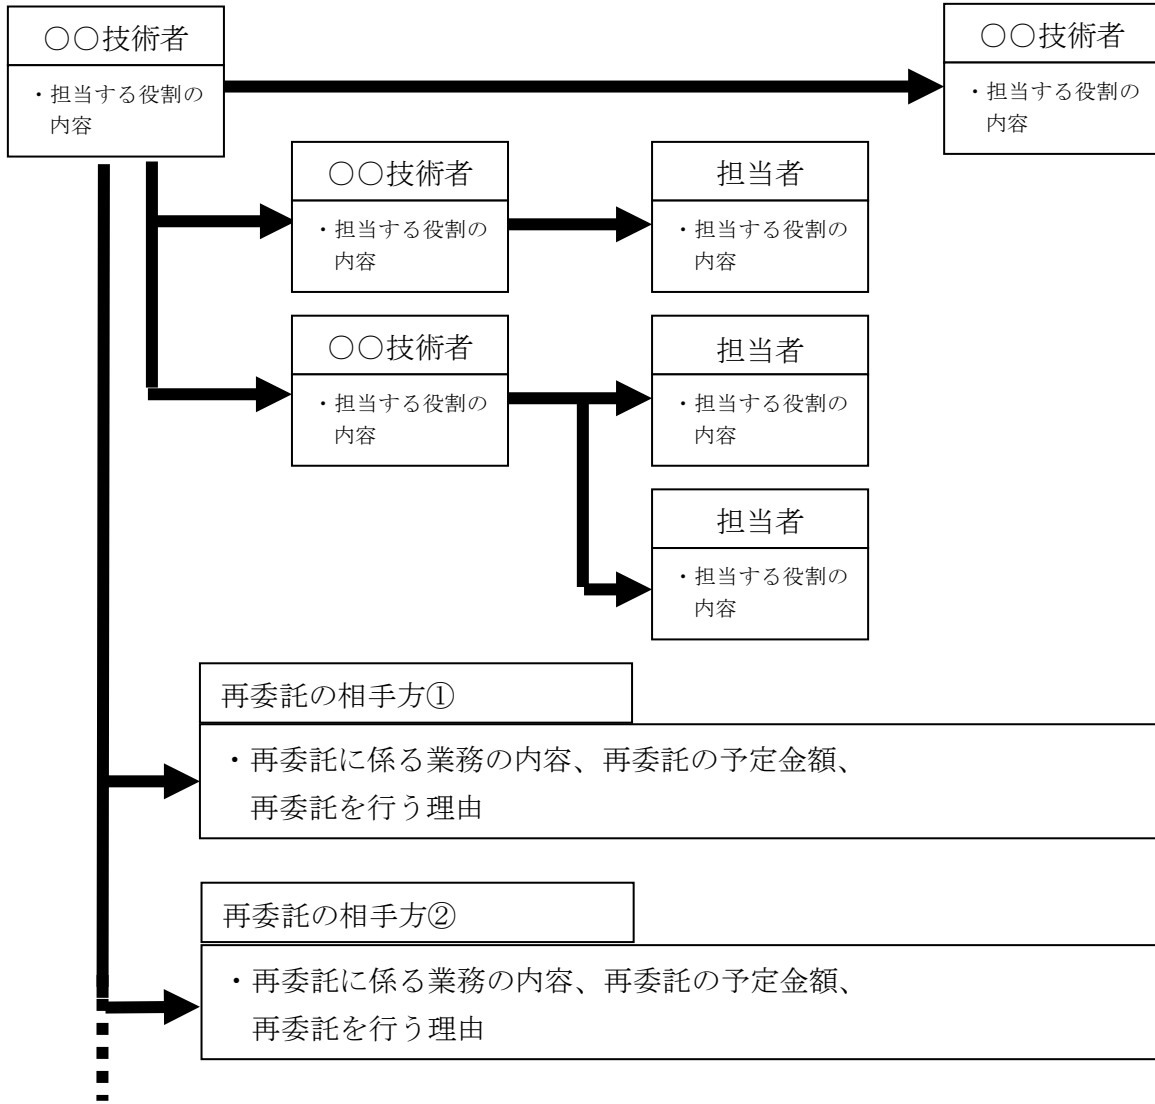 ○○技術者
・担当する役割の
内容
○○技術者
・担当する役割の
内容
○○技術者
・担当する役割の
内容
担当者
・担当する役割の
内容
○○技術者
・担当する役割の
内容
担当者
・担当する役割の
内容
担当者
・担当する役割の
内容
再委託の相手方①
・再委託に係る業務の内容、再委託の予定金額、
再委託を行う理由
再委託の相手方②
・再委託に係る業務の内容、再委託の予定金額、
再委託を行う理由